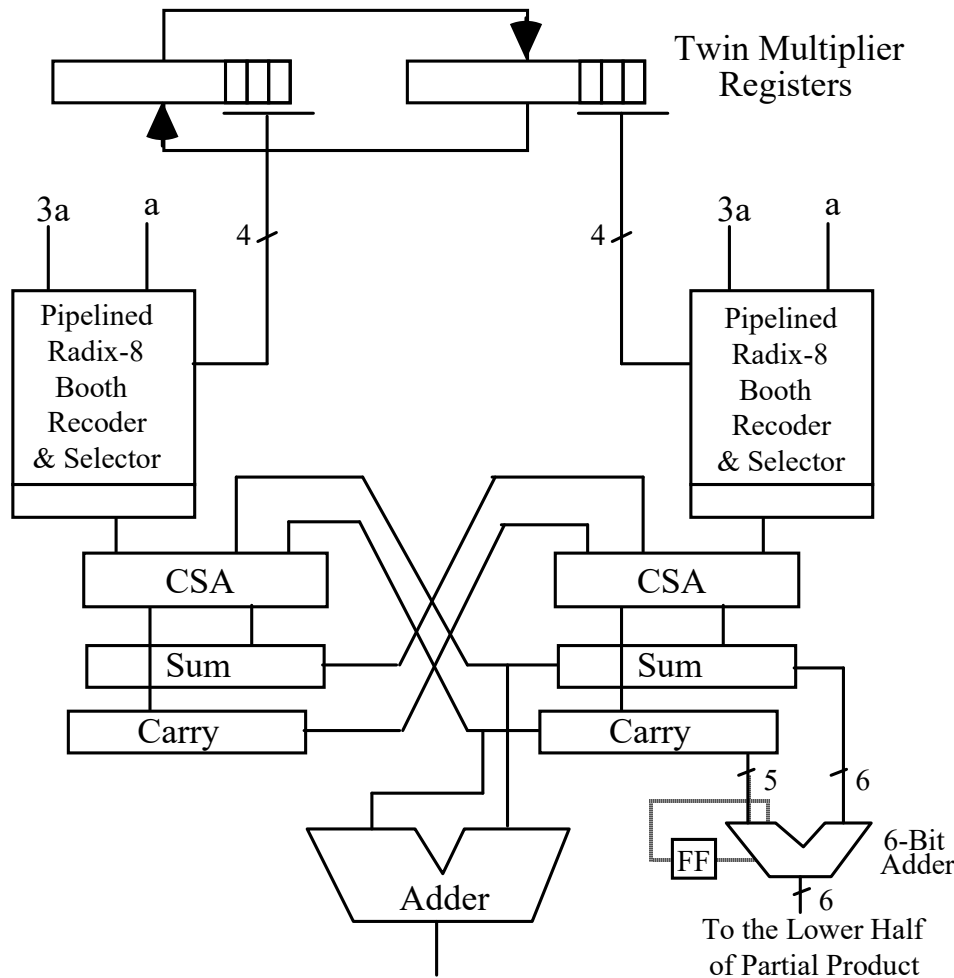 Twin Multiplier
Registers
3a
a
4
4
3a
a
Pipelined
Radix-8
Booth
Recoder
& Selector
Pipelined
Radix-8
Booth
Recoder
& Selector
CSA
CSA
Sum
Sum
Carry
Carry
5
6
FF
6-Bit
Adder
Adder
6
To the Lower Half
of Partial Product